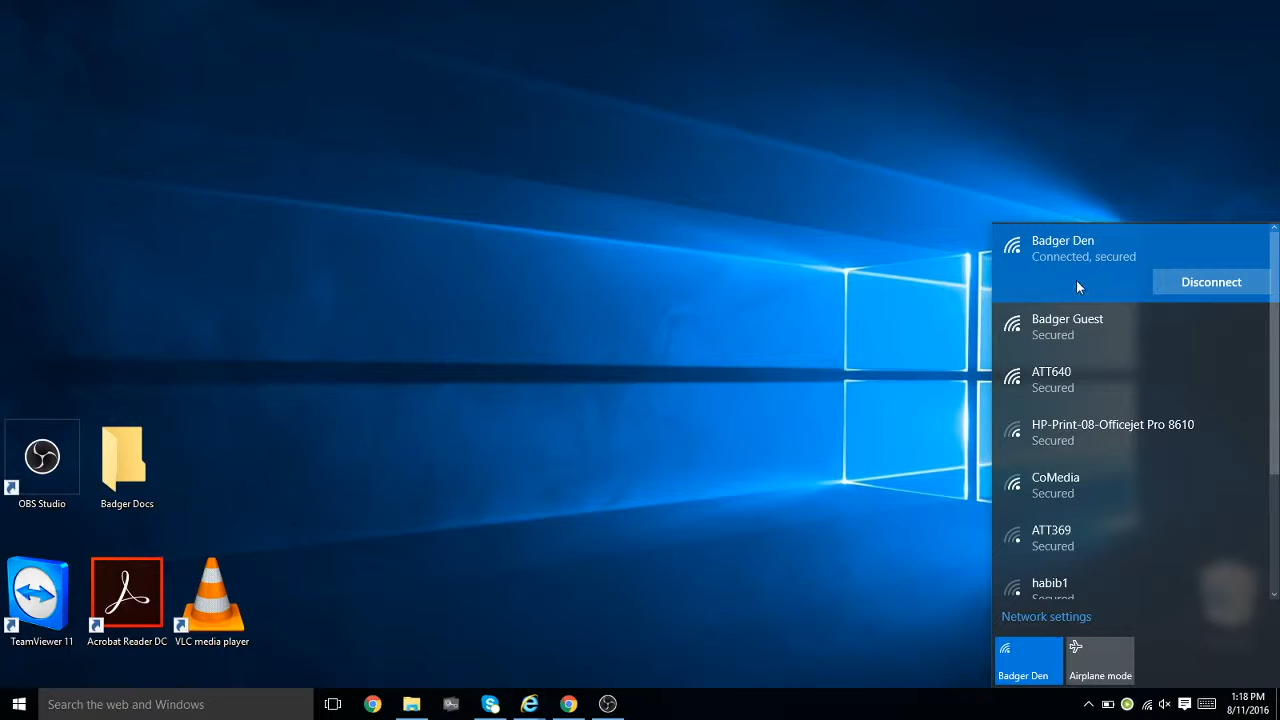 Badger Den
Connected, secured
Disconnect
Badger Guest
Secured
ATT640
Secured
HP-Print-08-Officejet Pro 8610
Secured
CoMedia
Secured
ATT369
Secured
habib1
Secured
Network settings
Badger Den
Airplane mode
OBS Studio
Badger Docs
TeamViewer 11
Acrobat Reader DC
VLC media player
Search the web and Windows
1:18 PM
8/11/2016